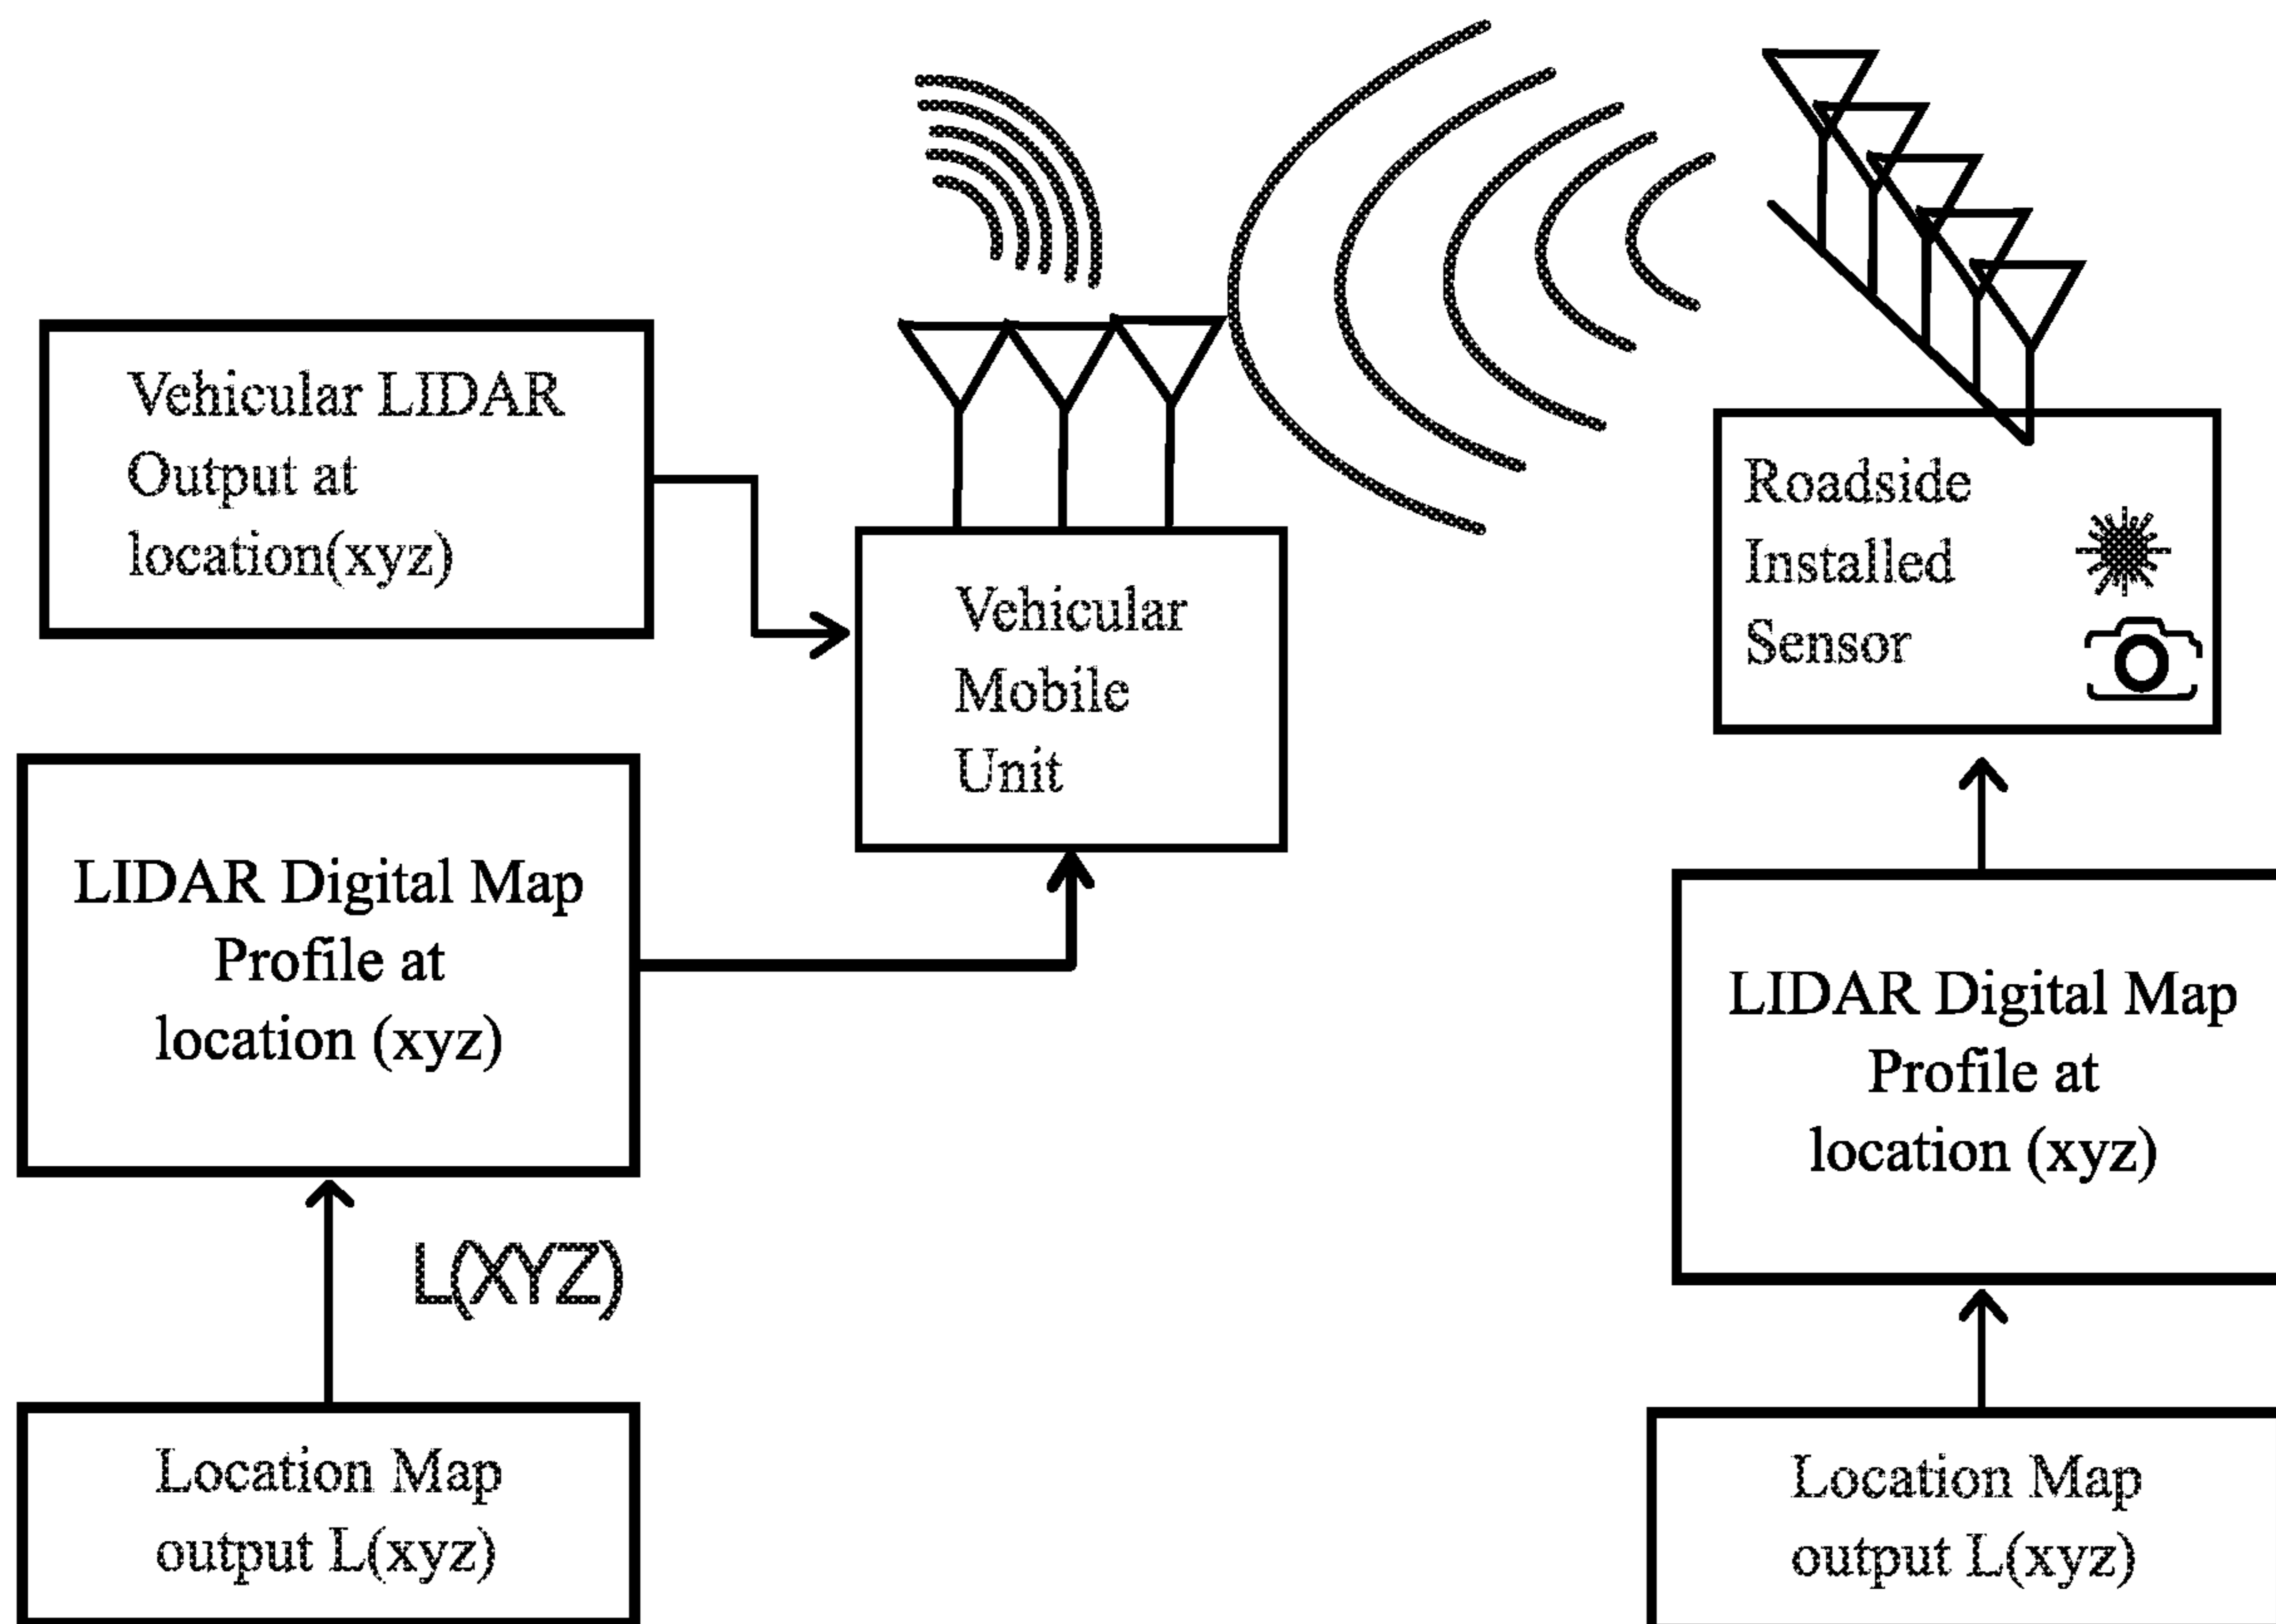 Vehicular LIDAR
Output at
location(xyz)
Vehicular
Mobile
Unit
Roadside
Installed
Sensor
LIDAR Digital Map
Profile at
location (xyz)
LIDAR Digital Map
Profile at
location (xyz)
L(XYZ)
Location Map
output L(xyz)
Location Map
output L(xyz)